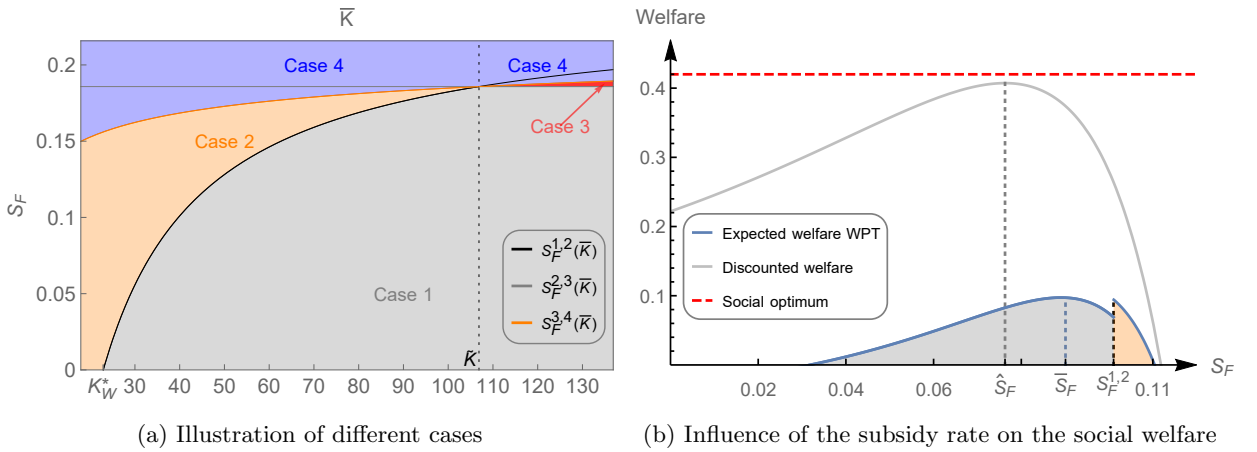 K̅
0.2
0.15
0.1
0.05
0
S_F
Case 4
Case 4
Case 2
Case 3
Case 1
S_F^{1,2}(K̅)
S_F^{2,3}(K̅)
S_F^{3,4}(K̅)
K̃
K*_W 30 40 50 60 70 80 90 100 110 120 130
(a) Illustration of different cases
Welfare
0.4
0.4
0.2
0.1
0.1
Expected welfare WPT
Discounted welfare
Social optimum
0.02 0.04 0.06 Ŝ_F S̅_F S_F^{1,2} 0.11 S_F
(b) Influence of the subsidy rate on the social welfare